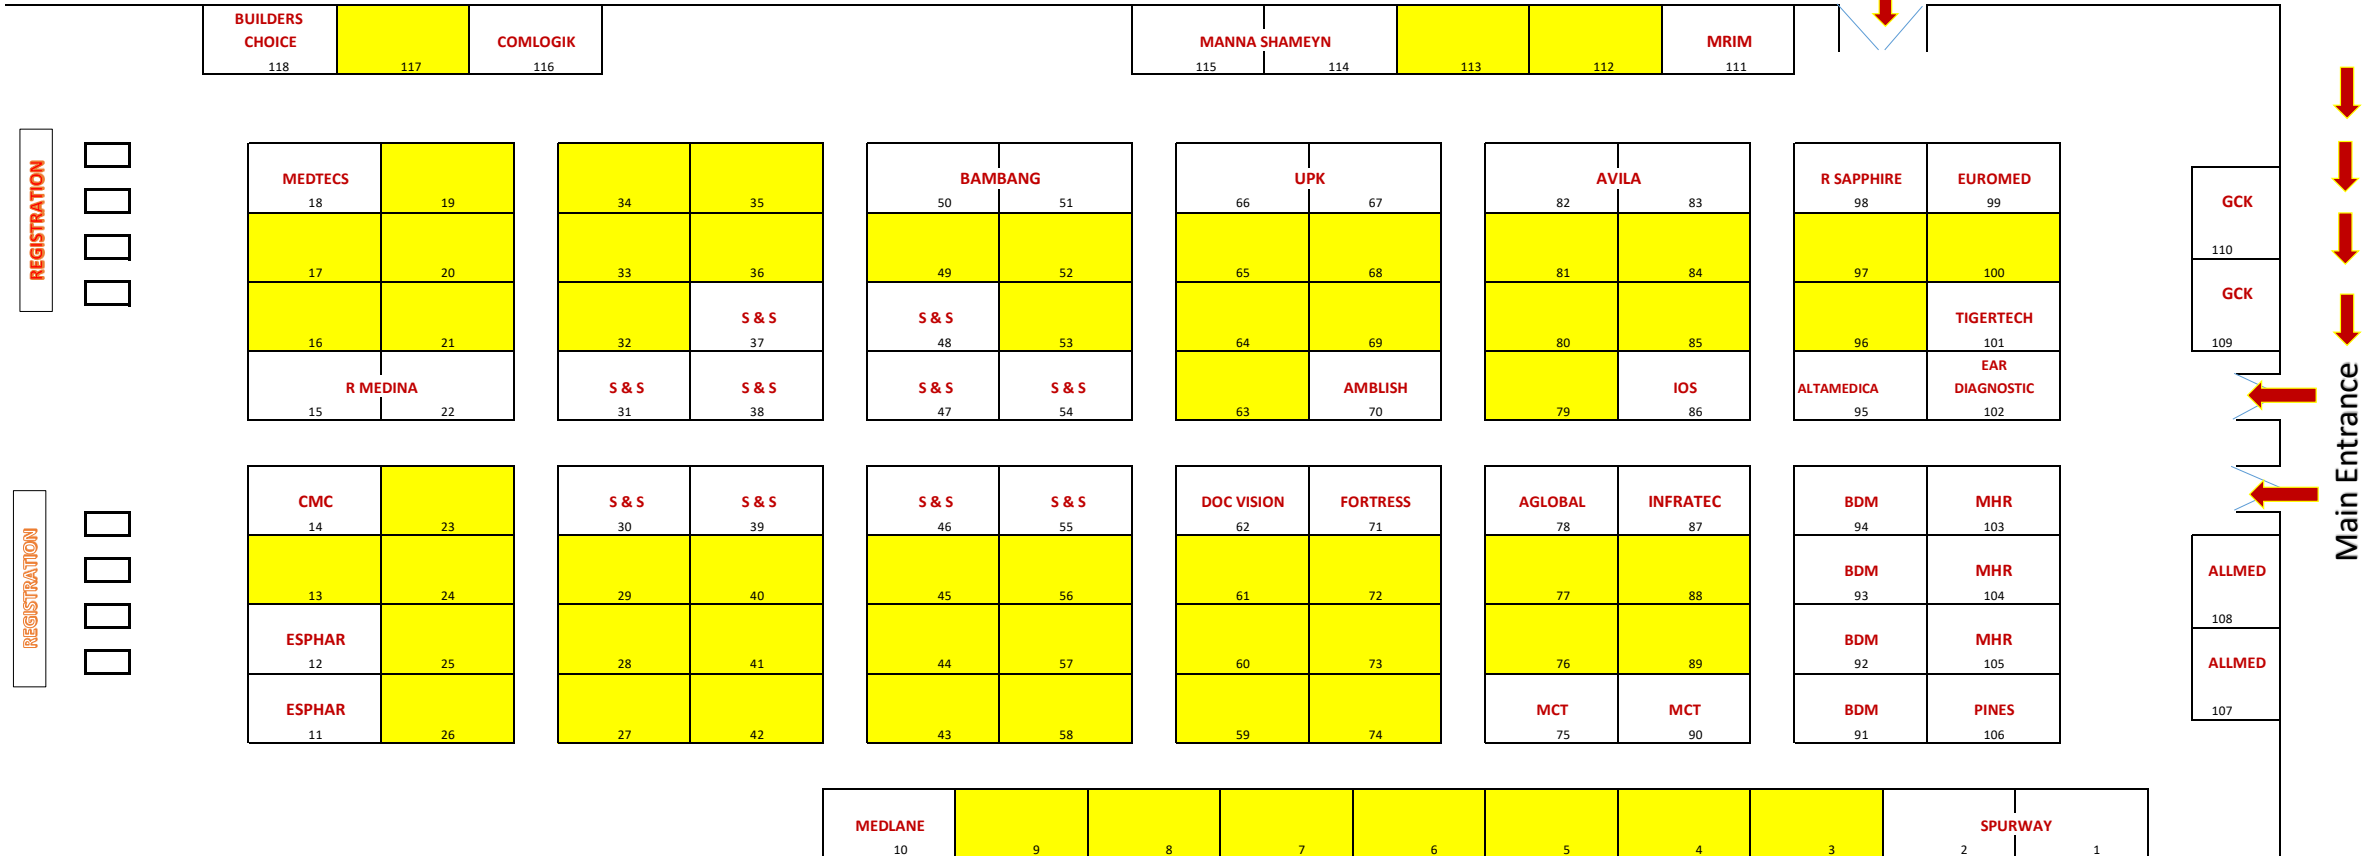 BUILDERS
CHOICE COMLOGIK MANNA SHAMEYN MRIM
118 117 116 115 114 113 112 111
REGISTRATION
MEDTECS BAMBANG UPK AVILA R SAPPHIRE EUROMED GCK
18 19 34 35 50 51 66 67 82 83 98 99
110
17 20 33 36 49 52 65 68 81 84 97 100
S & S S & S TIGERTECH GCK
16 21 32 37 48 53 64 69 80 85 96 101 109
R MEDINA S & S S & S S & S S & S AMBLISH IOS ALTAMEDICA EAR
DIAGNOSTIC
15 22 31 38 47 54 63 70 79 86 95 102
Main Entrance
REGISTRATION
CMC S & S S & S S & S S & S DOC VISION FORTRESS AGLOBAL INFRATEC BDM MHR
14 23 30 39 46 55 62 71 78 87 94 103
BDM MHR ALLMED
13 24 29 40 45 56 61 72 77 88 93 104
108
ESPHAR BDM MHR ALLMED
12 25 28 41 44 57 60 73 76 89 92 105
ESPHAR MCT MCT BDM PINES
107
11 26 27 42 43 58 59 74 75 90 91 106
MEDLANE SPURWAY
10 9 8 7 6 5 4 3 2 1